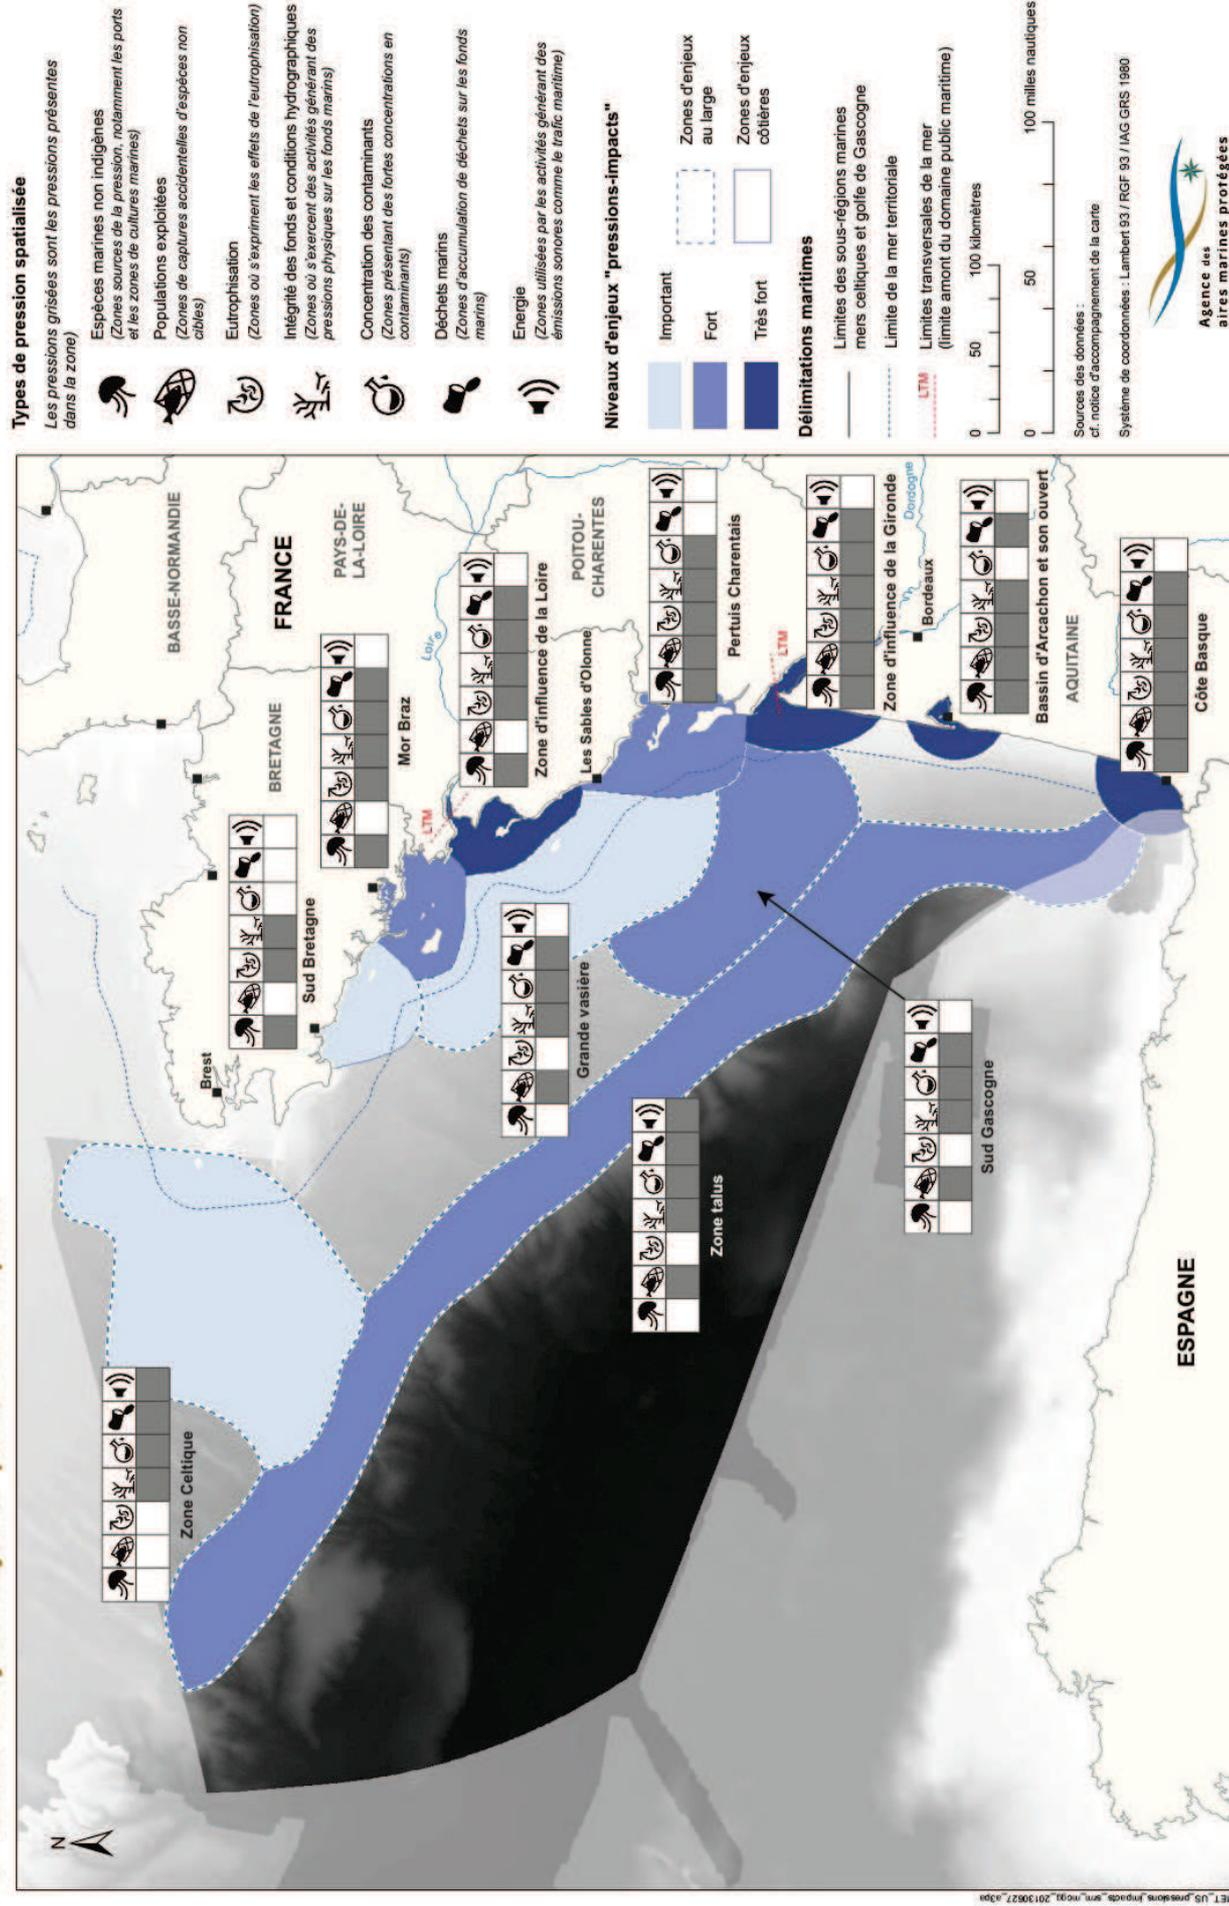 N
BASSE-NORMANDIE
FRANCE
PAYS-DE-
LA-LOIRE
BRETAGNE
Brest
Loire
Zone Celtique
Sud Bretagne
Mor Braz
Zone d'influence de la Loire
LTM
POITOU-
CHARENTES
Les Sables d'Olonne
Grande vasière
Pertuis Charentais
Zone talus
LTM
Zone d'influence de la Gironde
Dordogne
Bordeaux
Sud Gascogne
Bassin d'Arcachon et son ouvert
AQUITAINE
Côte Basque
ESPAGNE
Types de pression spatialisée
Les pressions grisées sont les pressions présentes
dans la zone)
Espèces marines non indigènes
(Zones sources de la pression, notamment les ports
et les zones de cultures marines)
Populations exploitées
(Zones de captures accidentelles d'espèces non
cibles)
Eutrophisation
(Zones où s'expriment les effets de l'eutrophisation)
Intégrité des fonds et conditions hydrographiques
(Zones où s'exercent des activités générant des
pressions physiques sur les fonds marins)
Concentration des contaminants
(Zones présentant des fortes concentrations en
contaminants)
Déchets marins
(Zones d'accumulation de déchets sur les fonds
marins)
Energie
(Zones utilisées par les activités générant des
émissions sonores comme le trafic maritime)
Niveaux d'enjeux "pressions-impacts"
Important
Fort
Très fort
Zones d'enjeux
au large
Zones d'enjeux
côtières
Délimitations maritimes
Limites des sous-régions marines
mers celtiques et golfe de Gascogne
Limite de la mer territoriale
LTM
Limites transversales de la mer
(limite amont du domaine public maritime)
0 50 100 kilomètres
0 50 100 milles nautiques
Sources des données :
cf. notice d'accompagnement de la carte
Système de coordonnées : Lambert 93 / RGF 93 / IAG GRS 1980
Agence des
aires marines protégées